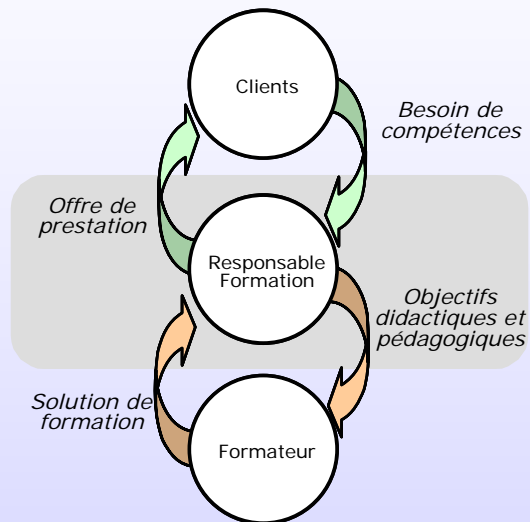 Clients
Besoin de
compétences
Offre de
prestation
Responsable
Formation
Objectifs
didactiques et
pédagogiques
Solution de
formation
Formateur